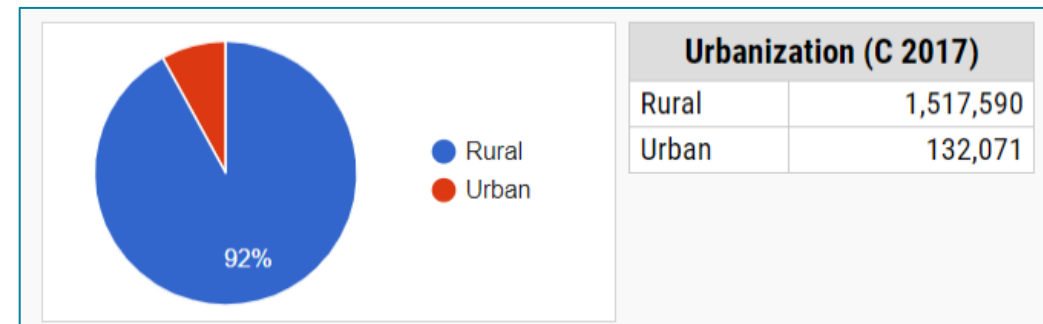 92%
Rural
Urban
Urbanization (C 2017)
Rural 1,517,590
Urban 132,071